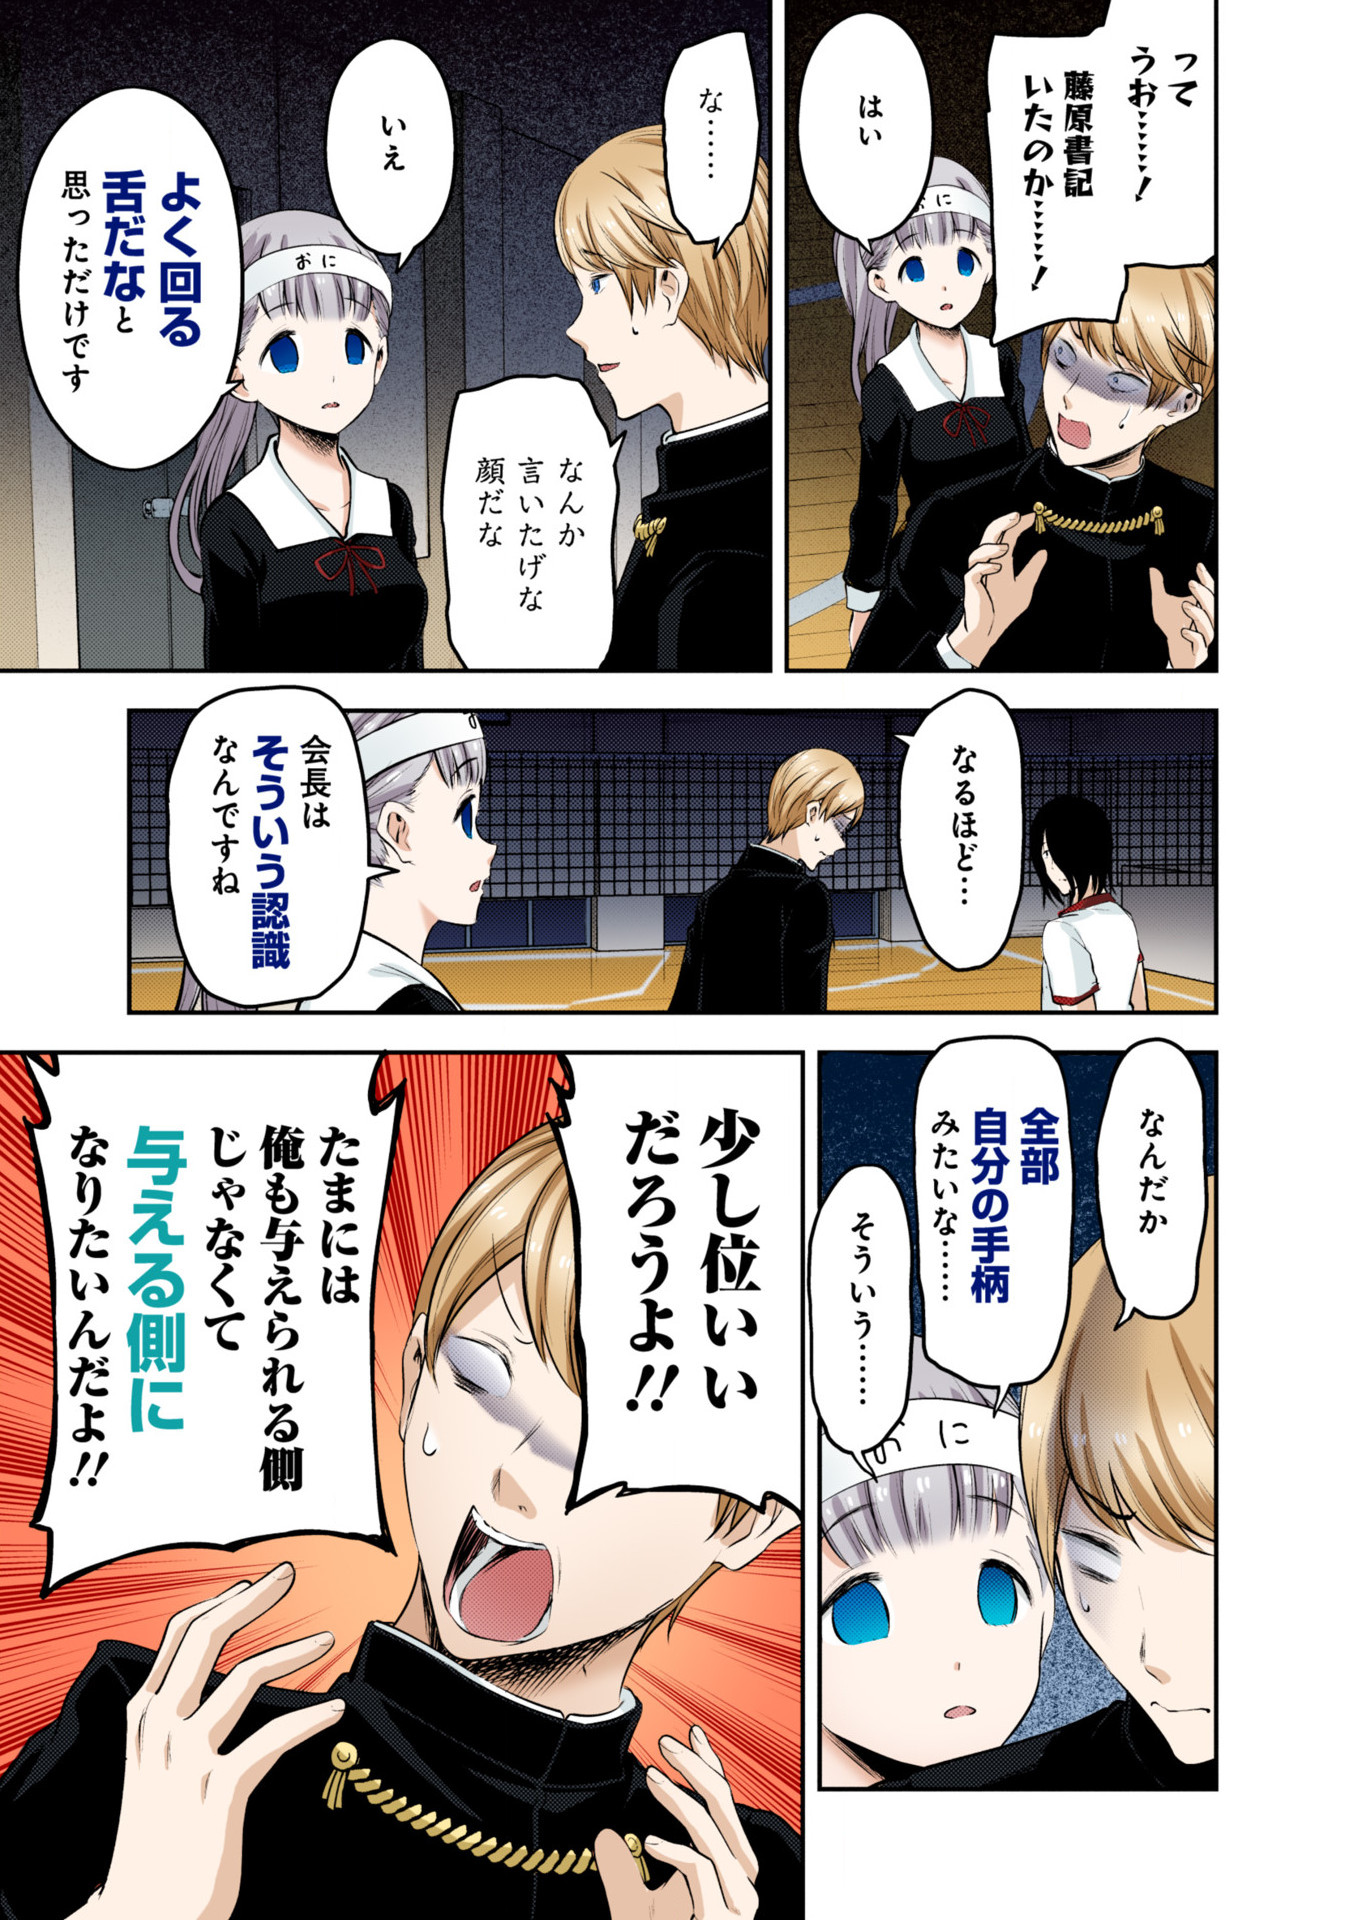 って
うお……！
藤原書記
いたのか……！
はい
おに
な……
なんか
言いたげな
顔だな
いえ
よく回る
舌だなと
思っただけです
おに
なるほど…
会長は
そういう認識
なんですね
お
なんだか
全部
自分の手柄
みたいな……
そういう……
おに
少し位いい
だろうよ!!
たまには
俺も与えられる側
じゃなくて
与える側に
なりたいんだよ!!